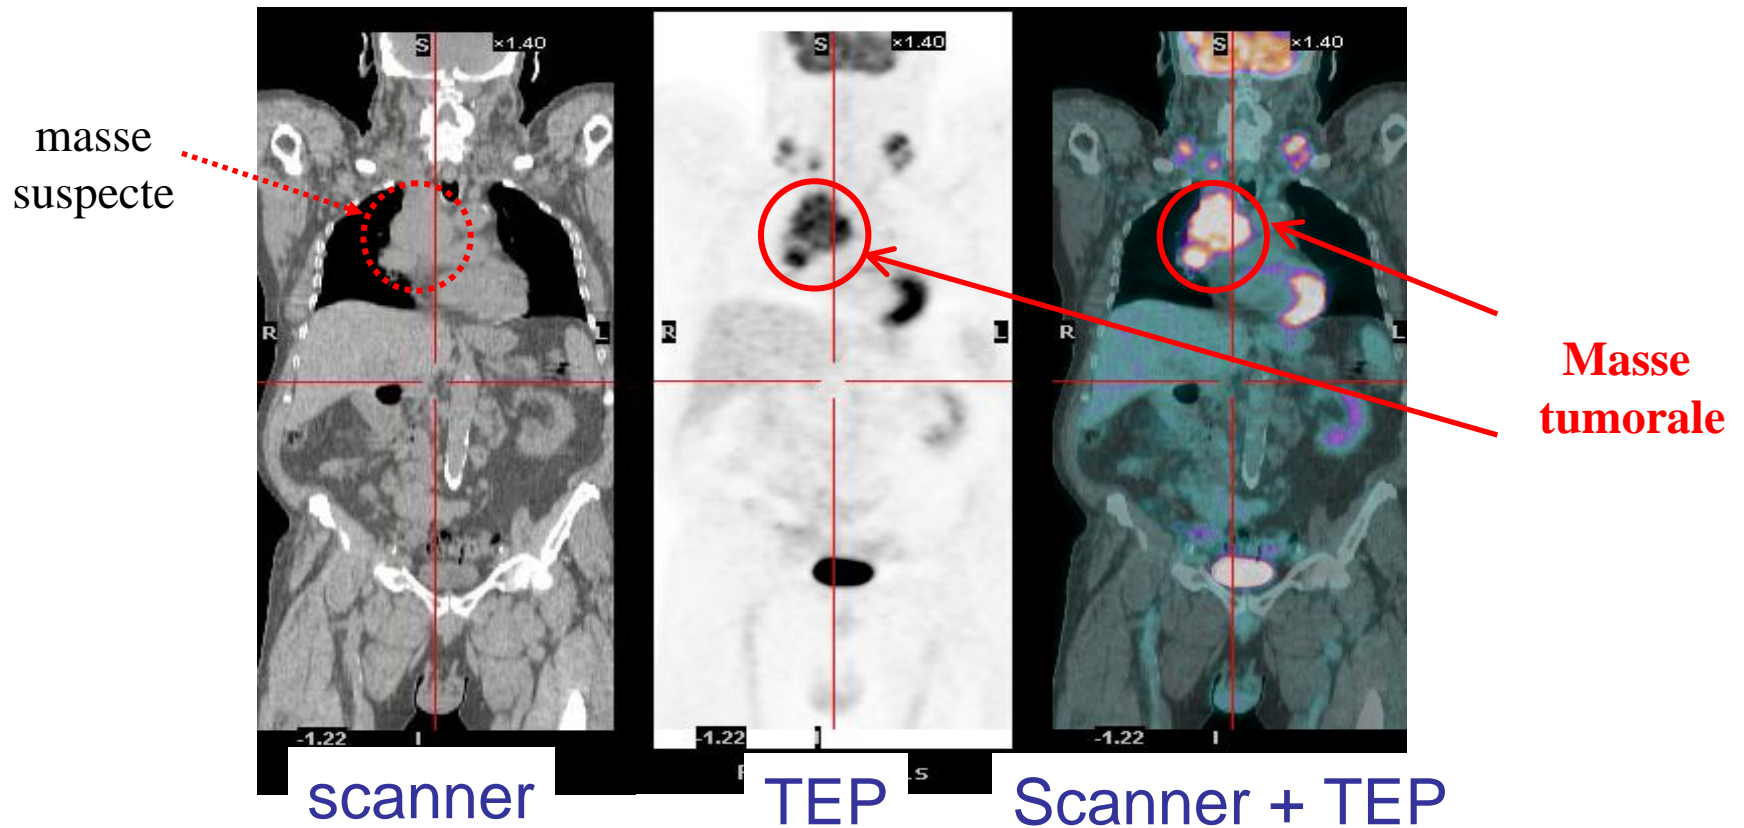 S
×1.40
S
×1.40
S
×1.40
masse
suspecte
R
L
R
L
R
L
Masse
tumorale
-1.22
I
-1.22
I
-1.22
I
scanner
TEP
Scanner + TEP